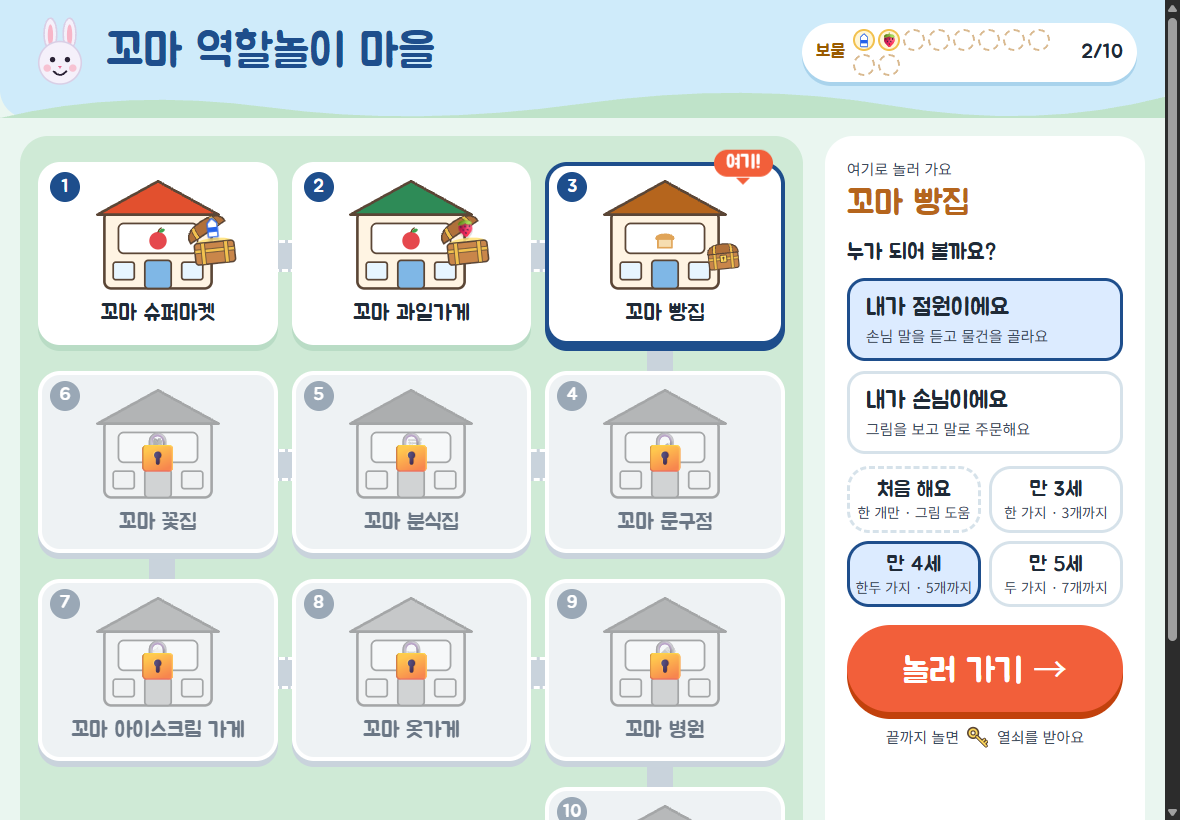 꼬마 역할놀이 마을
보물
2/10
1
꼬마 슈퍼마켓
2
꼬마 과일가게
여기!
3
꼬마 빵집
6
꼬마 꽃집
5
꼬마 분식집
4
꼬마 문구점
7
꼬마 아이스크림 가게
8
꼬마 옷가게
9
꼬마 병원
10
여기로 놀러 가요
꼬마 빵집
누가 되어 볼까요?
내가 점원이에요
손님 말을 듣고 물건을 골라요
내가 손님이에요
그림을 보고 말로 주문해요
처음 해요
한 개만 · 그림 도움
만 3세
한 가지 · 3개까지
만 4세
한두 가지 · 5개까지
만 5세
두 가지 · 7개까지
놀러 가기 →
끝까지 놀면 열쇠를 받아요